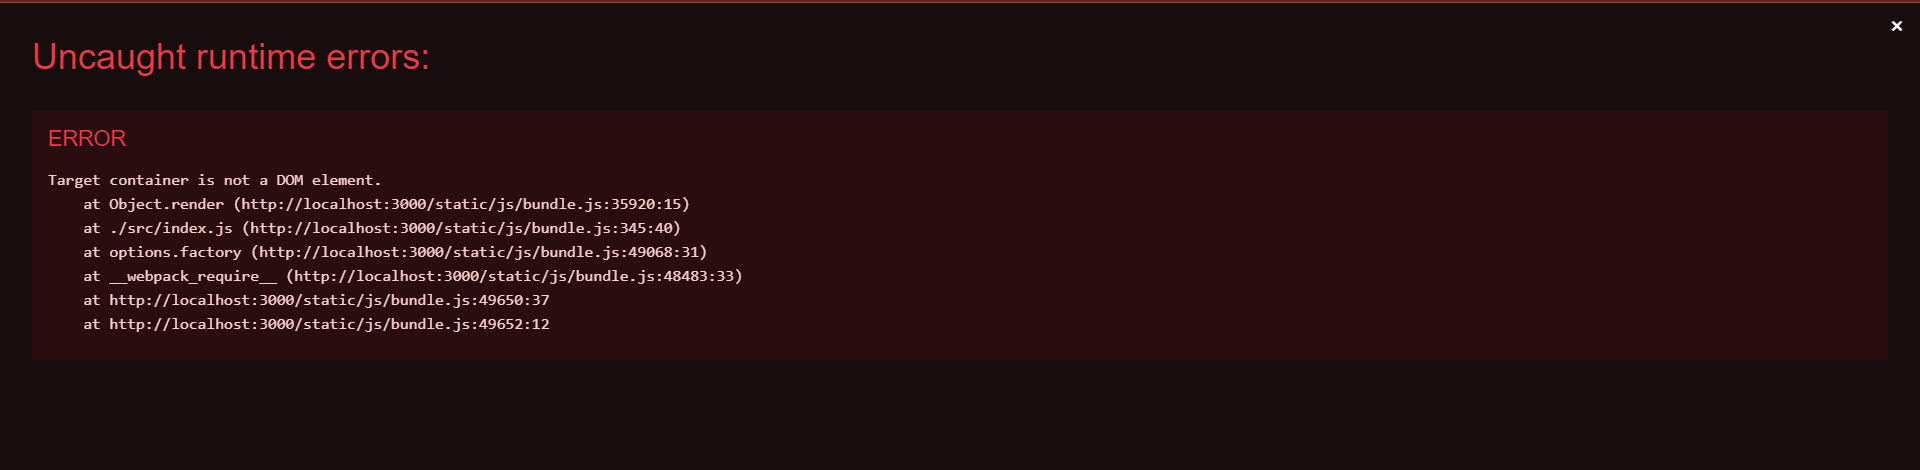 ×
Uncaught runtime errors:
ERROR
Target container is not a DOM element.
    at Object.render (http://localhost:3000/static/js/bundle.js:35920:15)
    at ./src/index.js (http://localhost:3000/static/js/bundle.js:345:40)
    at options.factory (http://localhost:3000/static/js/bundle.js:49068:31)
    at __webpack_require__ (http://localhost:3000/static/js/bundle.js:48483:33)
    at http://localhost:3000/static/js/bundle.js:49650:37
    at http://localhost:3000/static/js/bundle.js:49652:12